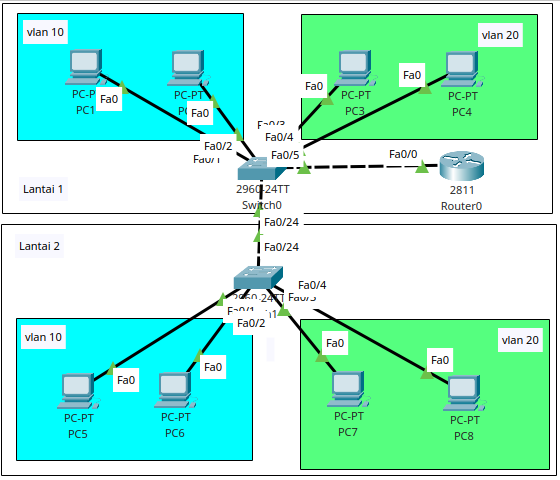 vlan 10
vlan 20
PC-PT
PC1
PC-PT
PC-PT
PC3
PC-PT
PC4
Fa0
Fa0
Fa0
Fa0
Fa0/2
Fa0/1
Fa0/3
Fa0/4
Fa0/5
Fa0/0
2960-24TT
Switch0
2811
Router0
Lantai 1
Fa0/24
Lantai 2
Fa0/24
Fa0/4
Fa0/3
2960-24TT
Fa0/1
Fa0/2
vlan 10
vlan 20
Fa0
Fa0
Fa0
Fa0
PC-PT
PC5
PC-PT
PC6
PC-PT
PC7
PC-PT
PC8